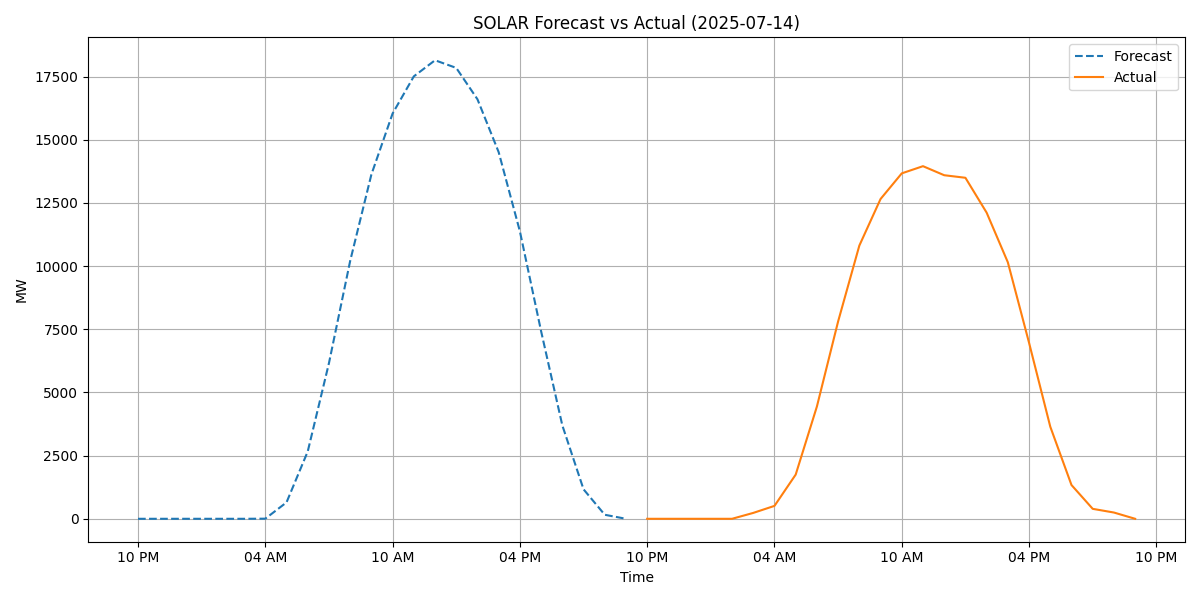 SOLAR Forecast vs Actual (2025-07-14)
Forecast
Actual
17500
15000
12500
10000
7500
5000
2500
0
MW
10 PM
04 AM
10 AM
04 PM
10 PM
04 AM
10 AM
04 PM
10 PM
Time